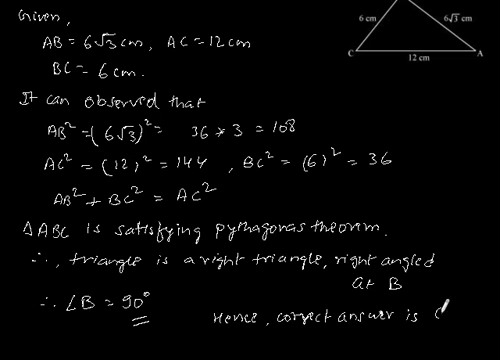 Given,
AB = 6√3 cm, AC = 12 cm
BC = 6 cm.
It can observed that
AB² = (6√3)² = 36 * 3 = 108
AC² = (12)² = 144, BC² = (6)² = 36
AB² + BC² = AC²
ΔABC is satisfying pythagoras theorem.
∴, triangle is a right triangle, right angled
at B
∴ ∠B = 90°
Hence, correct answer is (
6 cm
6√3 cm
C
A
12 cm